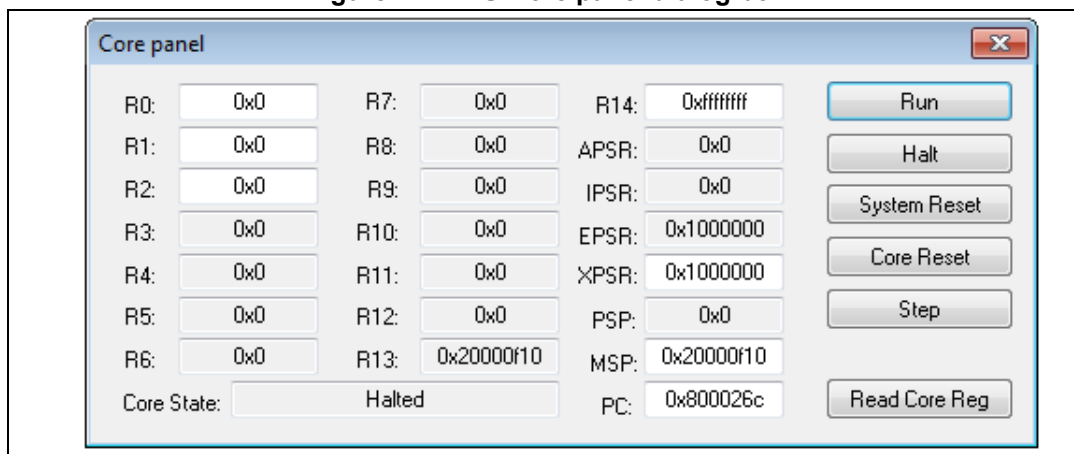 Core panel
R0: 0x0 R7: 0x0 R14: 0xffffffff Run
R1: 0x0 R8: 0x0 APSR: 0x0 Halt
R2: 0x0 R9: 0x0 IPSR: 0x0 System Reset
R3: 0x0 R10: 0x0 EPSR: 0x1000000 Core Reset
R4: 0x0 R11: 0x0 XPSR: 0x1000000
R5: 0x0 R12: 0x0 PSP: 0x0 Step
R6: 0x0 R13: 0x20000f10 MSP: 0x20000f10
Core State: Halted PC: 0x800026c Read Core Reg